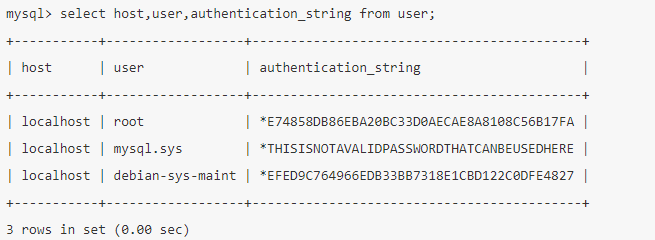 mysql> select host,user,authentication_string from user;
+-----------+------------------+-------------------------------------------+
| host | user | authentication_string |
+-----------+------------------+-------------------------------------------+
| localhost | root | *E74858DB86EBA20BC33D0AECAE8A8108C56B17FA |
| localhost | mysql.sys | *THISISNOTAVALIDPASSWORDTHATCANBEUSEDHERE |
| localhost | debian-sys-maint | *EFED9C764966EDB33BB7318E1CBD122C0DFE4827 |
+-----------+------------------+-------------------------------------------+
3 rows in set (0.00 sec)